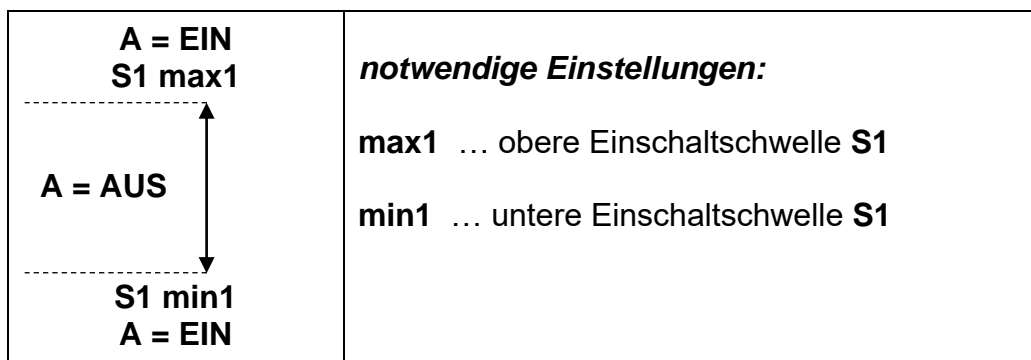 A = EIN
S1 max1
A = AUS
S1 min1
A = EIN
notwendige Einstellungen:
max1 … obere Einschaltschwelle S1
min1 … untere Einschaltschwelle S1